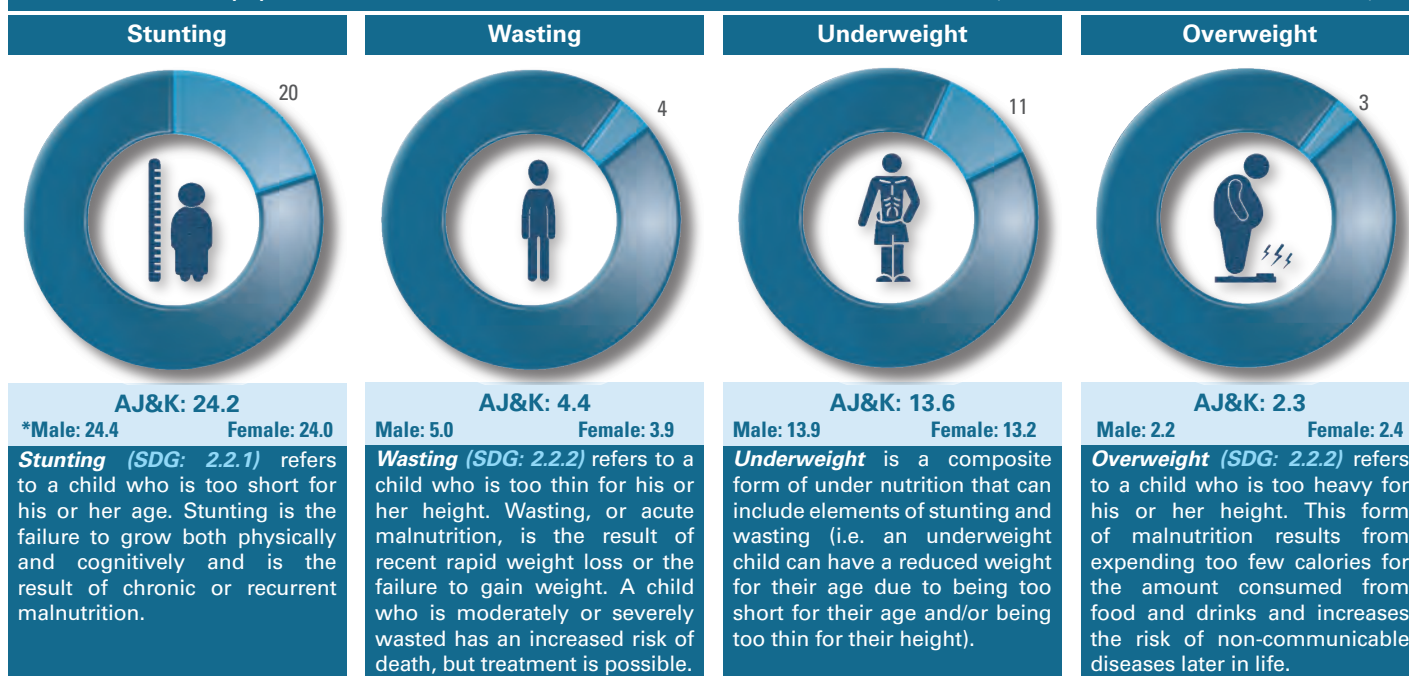 Stunting
20
AJ&K: 24.2
*Male: 24.4 Female: 24.0
Stunting (SDG: 2.2.1) refers
to a child who is too short for
his or her age. Stunting is the
failure to grow both physically
and cognitively and is the
result of chronic or recurrent
malnutrition.
Wasting
4
AJ&K: 4.4
Male: 5.0 Female: 3.9
Wasting (SDG: 2.2.2) refers to a
child who is too thin for his or
her height. Wasting, or acute
malnutrition, is the result of
recent rapid weight loss or the
failure to gain weight. A child
who is moderately or severely
wasted has an increased risk of
death, but treatment is possible.
Underweight
11
AJ&K: 13.6
Male: 13.9 Female: 13.2
Underweight is a composite
form of under nutrition that can
include elements of stunting and
wasting (i.e. an underweight
child can have a reduced weight
for their age due to being too
short for their age and/or being
too thin for their height).
Overweight
3
AJ&K: 2.3
Male: 2.2 Female: 2.4
Overweight (SDG: 2.2.2) refers
to a child who is too heavy for
his or her height. This form
of malnutrition results from
expending too few calories for
the amount consumed from
food and drinks and increases
the risk of non-communicable
diseases later in life.